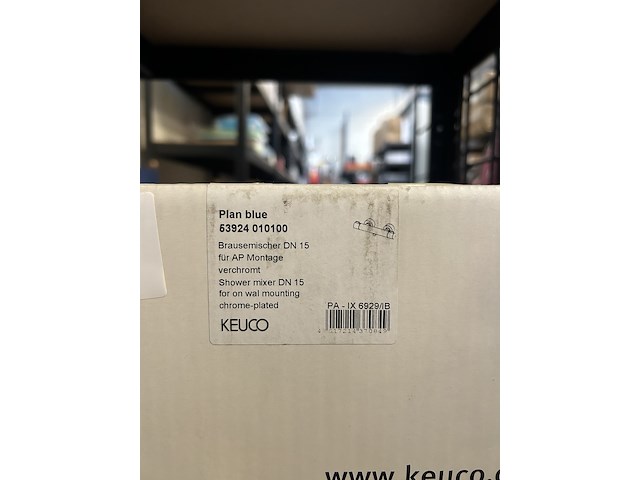 Plan blue
53924 010100
Brausemischer DN 15
für AP Montage
verchromt
Shower mixer DN 15
for on wal mounting
chrome-plated
PA - IX 6929/IB
KEUCO
www.keuco.